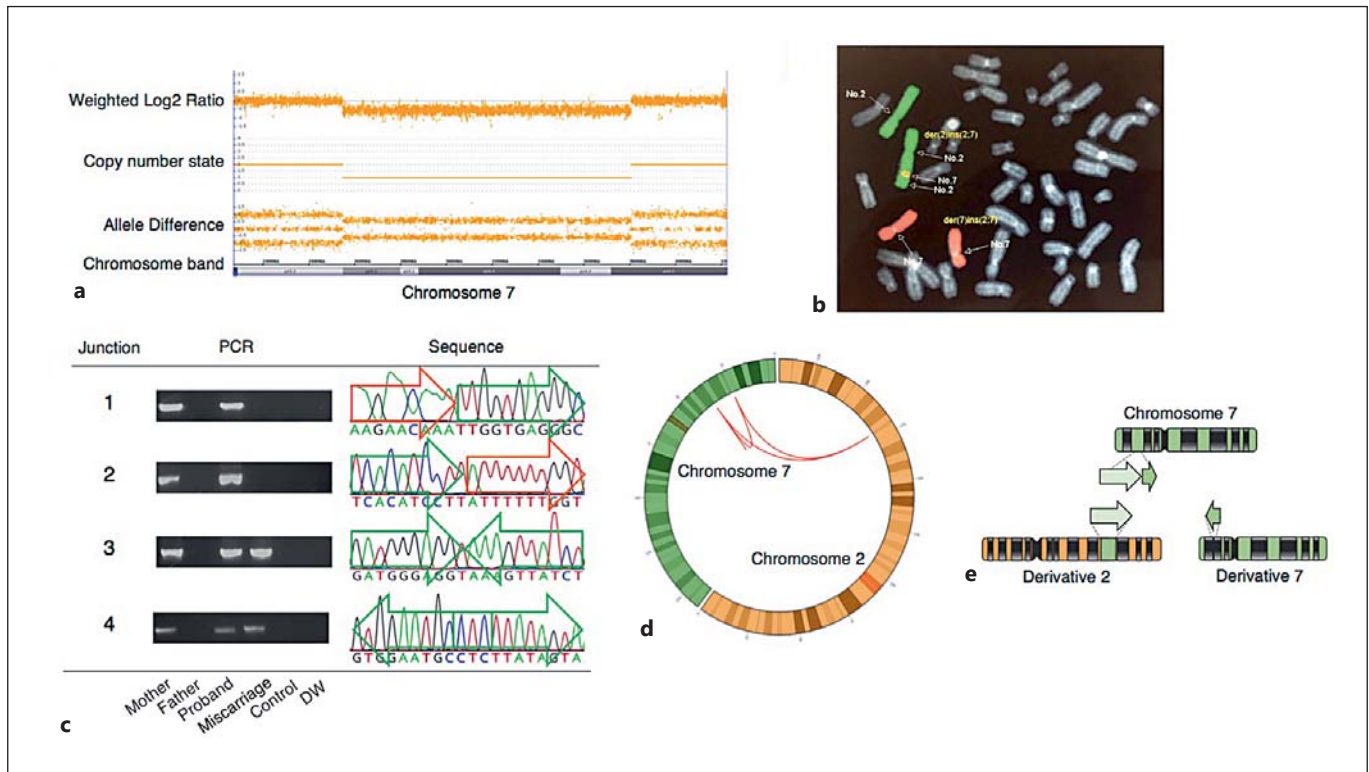 Weighted Log2 Ratio
Copy number state
Allele Difference
Chromosome band
Chromosome 7
a
No.2
der(2)ins(2;7)
No.2
No.7
No.2
der(7)ins(2;7)
No.7
No.7
b
Junction PCR Sequence
1
AAGAACAAATTGGTGAGGGC
2
TCACATCCTTATTTTTTGGT
3
GATGGGAGGTAAAGTTATCT
4
GTGGAATGCCTCTTATAGTA
Mother
Father
Proband
Miscarriage
Control
DW
c
Chromosome 7
Chromosome 2
d
Chromosome 7
Derivative 2
Derivative 7
e